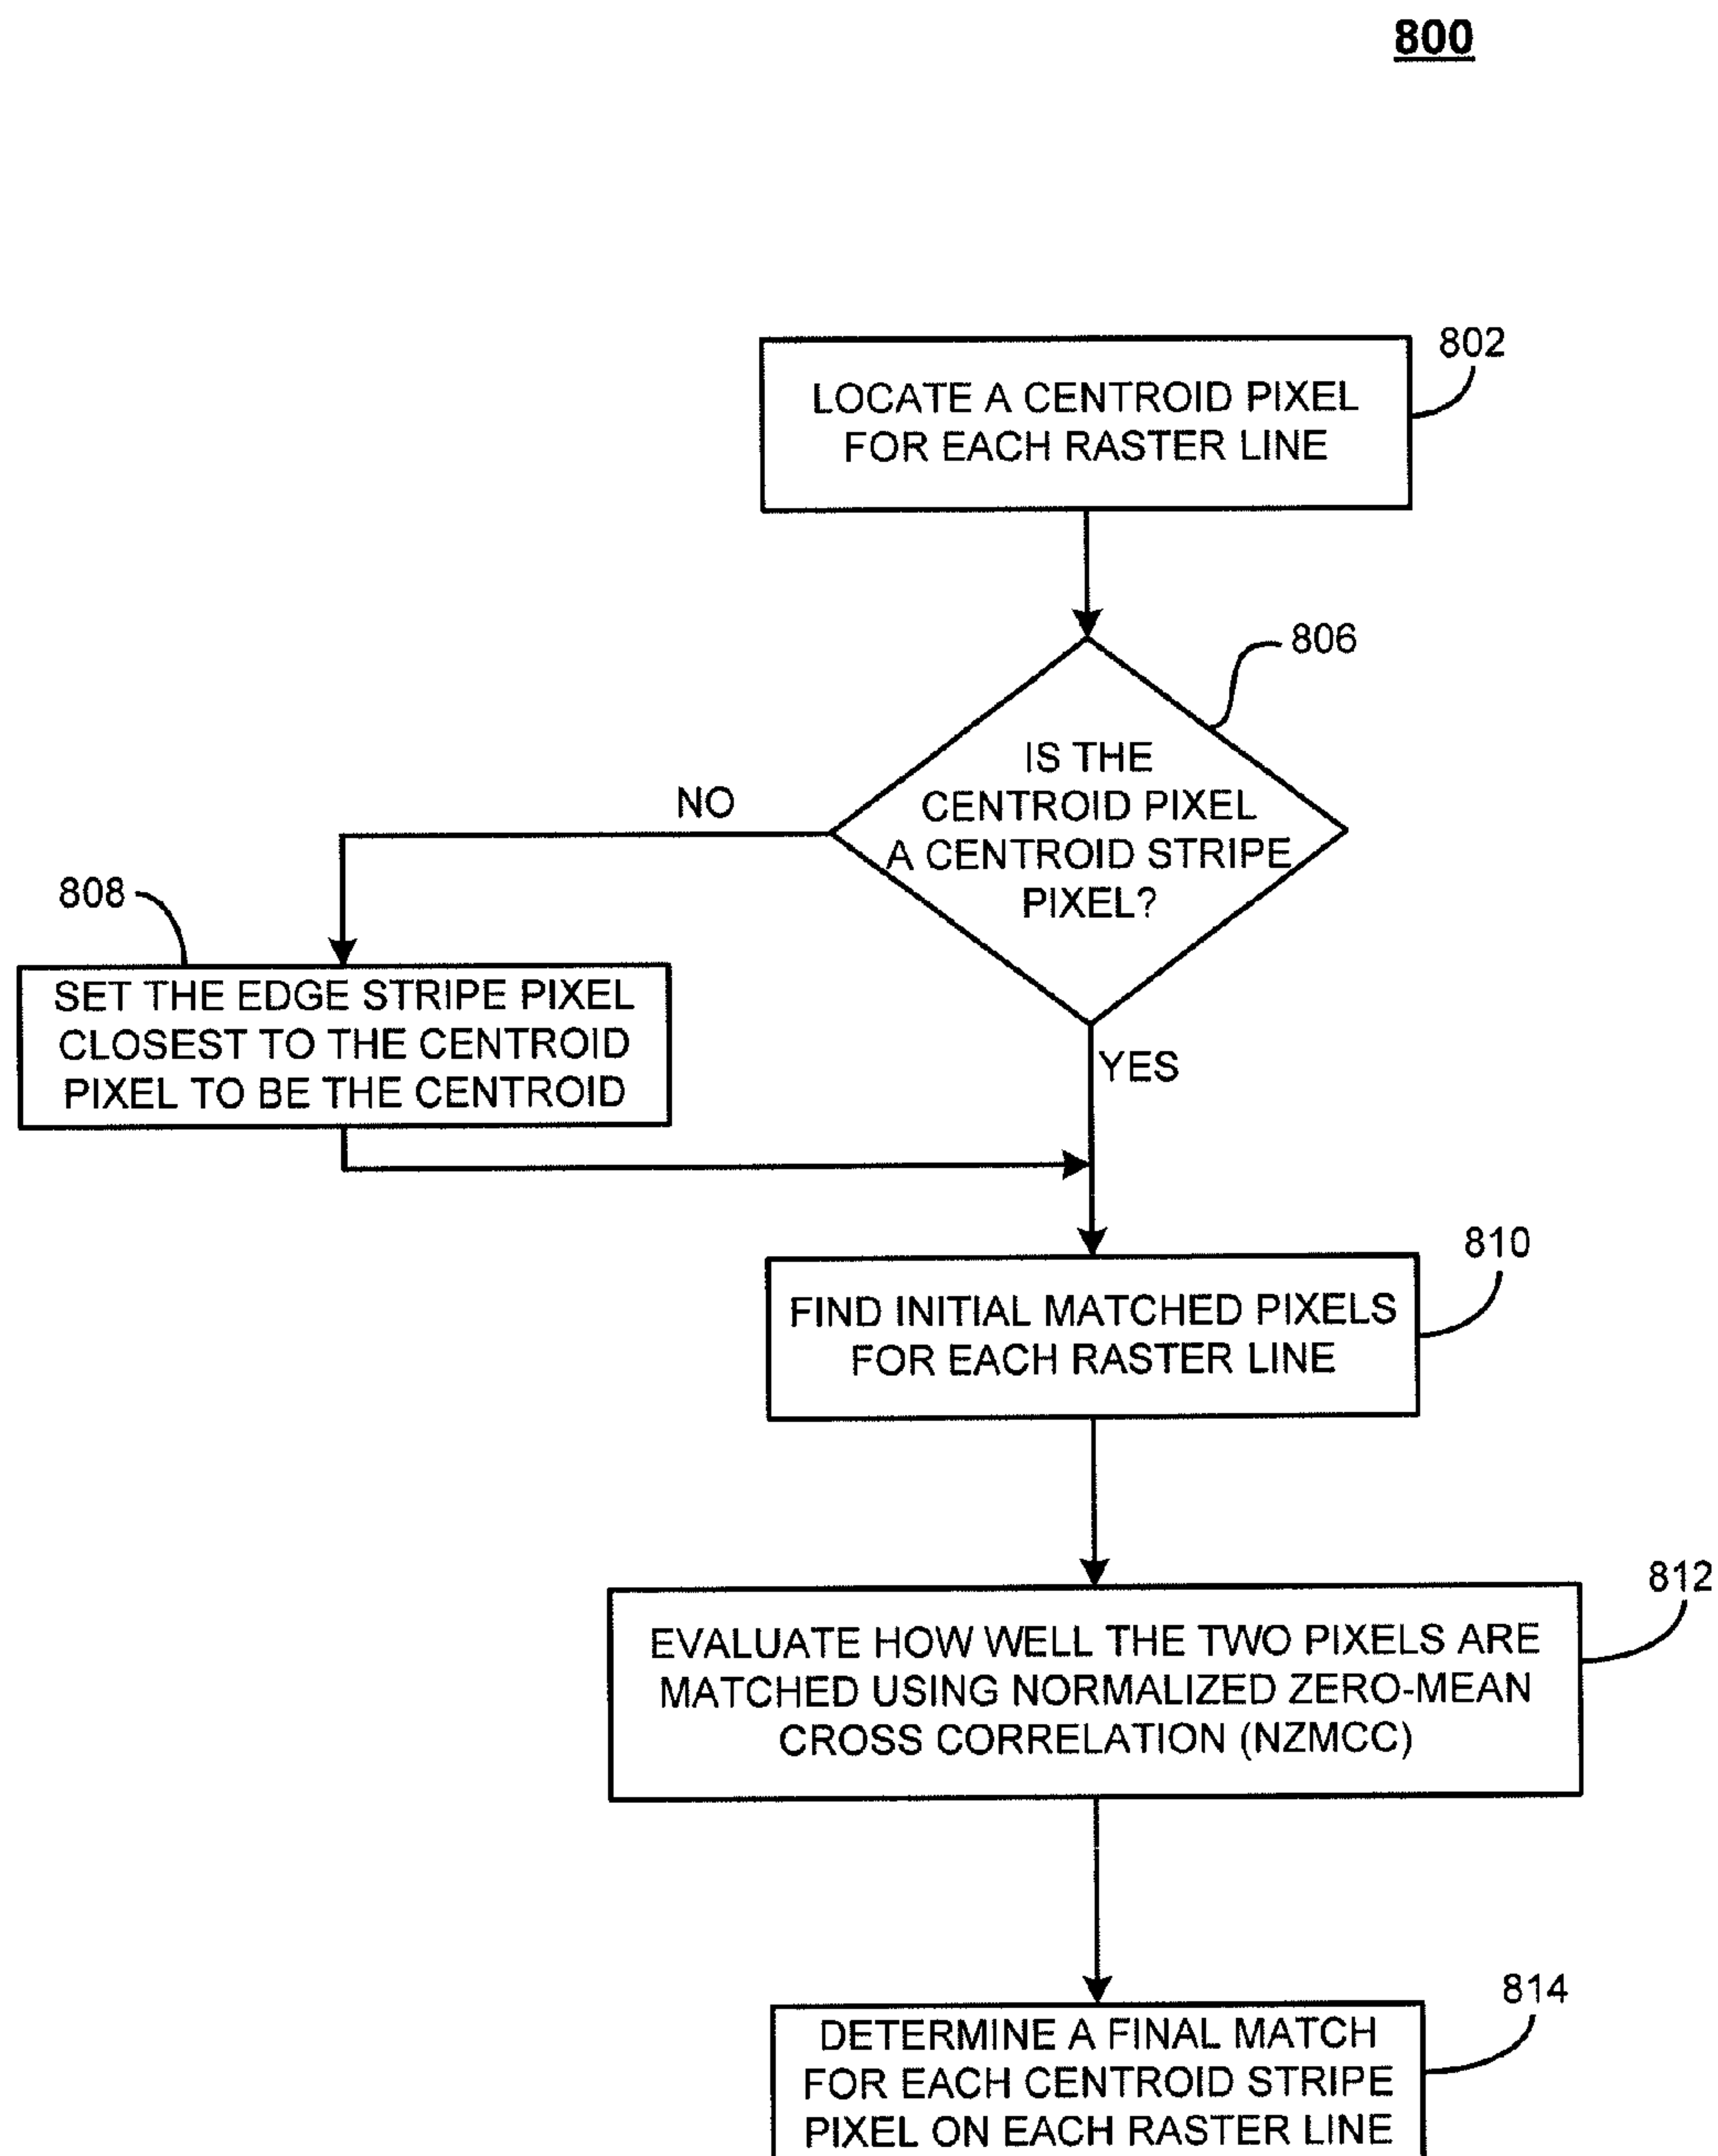 800
802
LOCATE A CENTROID PIXEL
FOR EACH RASTER LINE
806
IS THE
CENTROID PIXEL
A CENTROID STRIPE
PIXEL?
NO
808
SET THE EDGE STRIPE PIXEL
CLOSEST TO THE CENTROID
PIXEL TO BE THE CENTROID
YES
810
FIND INITIAL MATCHED PIXELS
FOR EACH RASTER LINE
812
EVALUATE HOW WELL THE TWO PIXELS ARE
MATCHED USING NORMALIZED ZERO-MEAN
CROSS CORRELATION (NZMCC)
814
DETERMINE A FINAL MATCH
FOR EACH CENTROID STRIPE
PIXEL ON EACH RASTER LINE